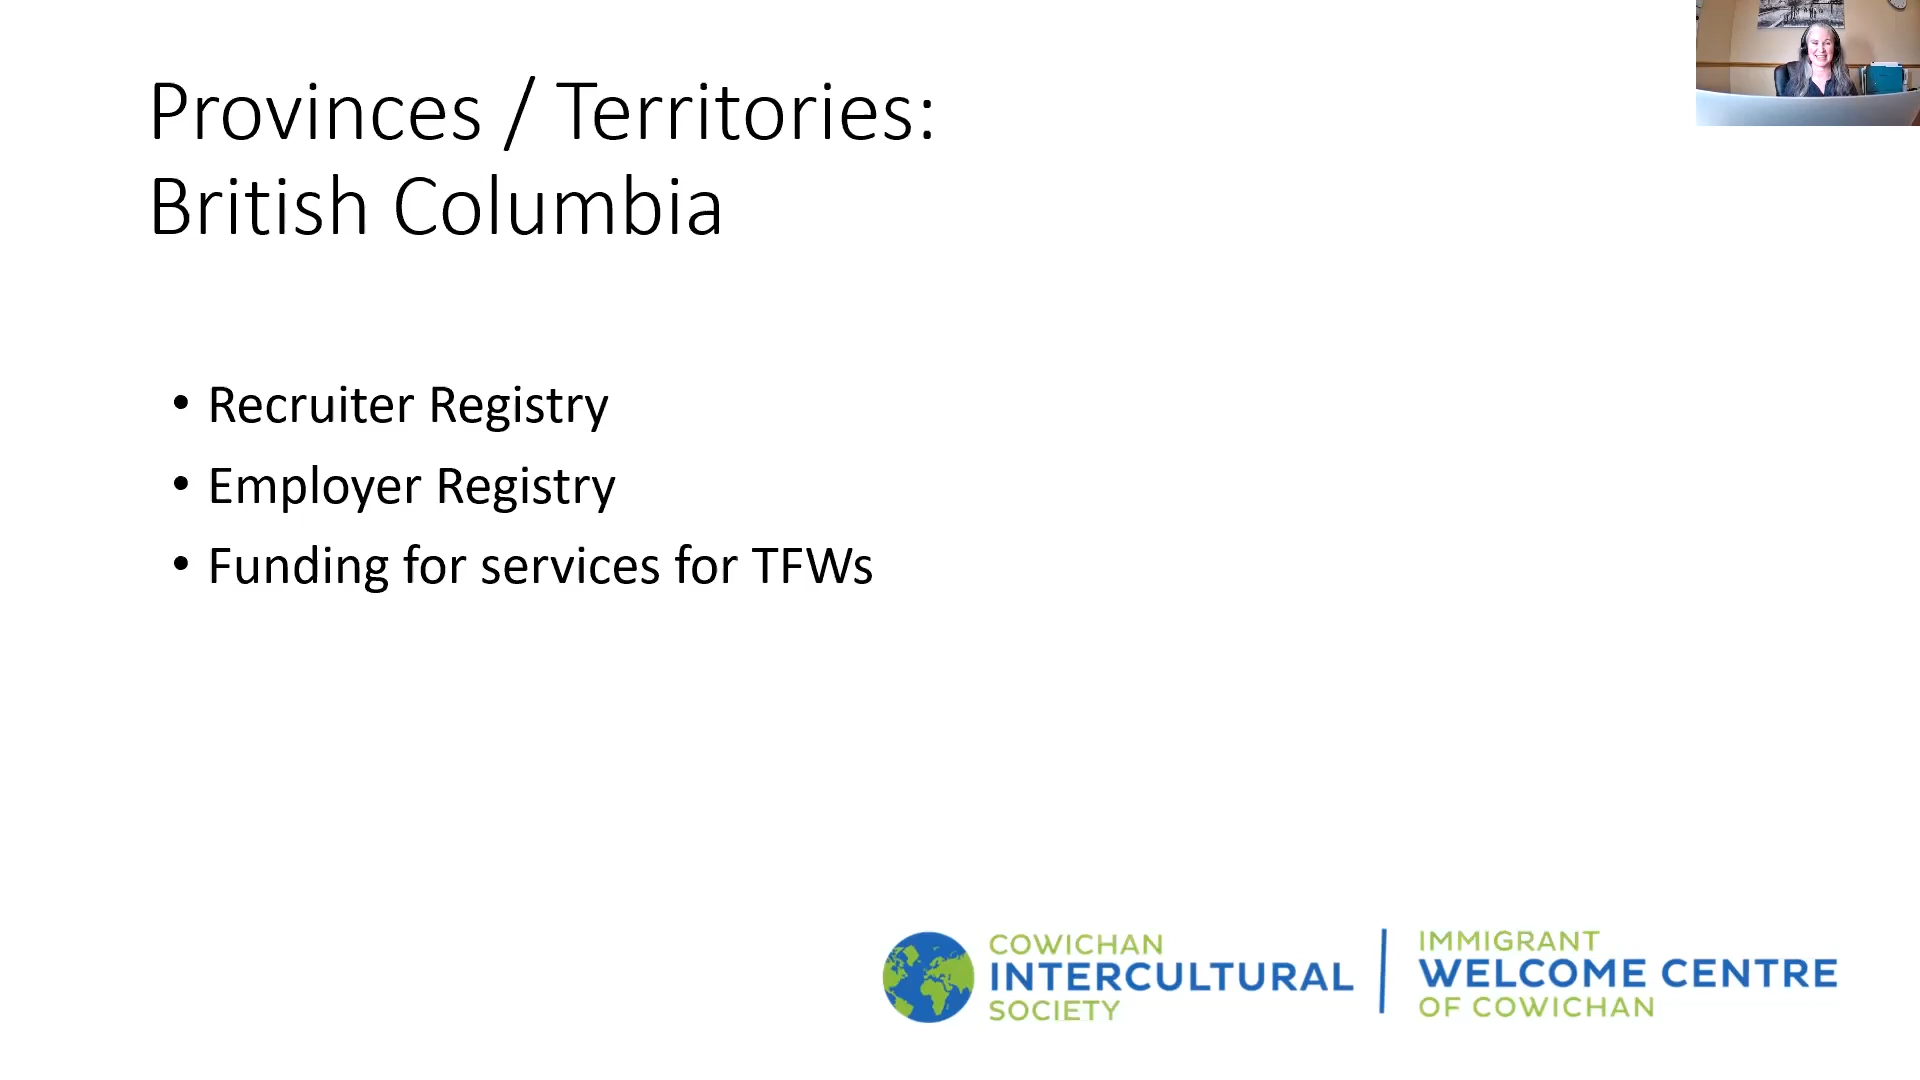 Provinces / Territories:
British Columbia
• Recruiter Registry
• Employer Registry
• Funding for services for TFWs
COWICHAN
INTERCULTURAL
SOCIETY
IMMIGRANT
WELCOME CENTRE
OF COWICHAN